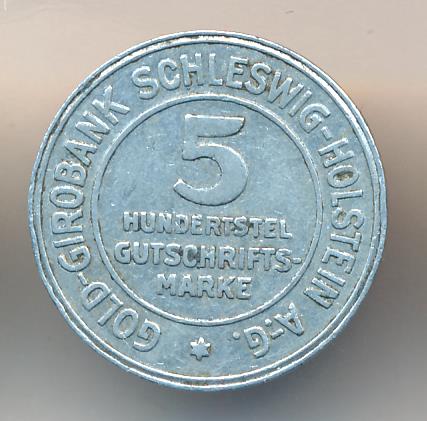 GOLD-GIROBANK SCHLESWIG-HOLSTEIN A.-G.
5
HUNDERTSTEL
GUTSCHRIFTS-
MARKE